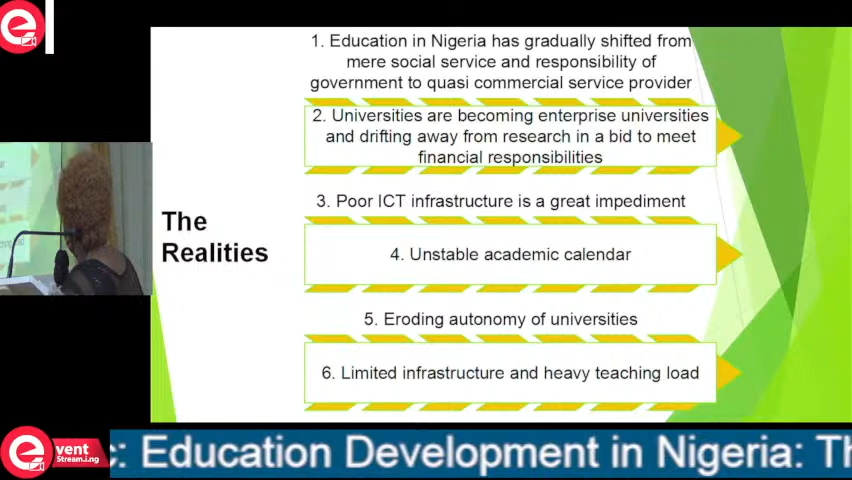 1. Education in Nigeria has gradually shifted from
mere social service and responsibility of
government to quasi commercial service provider
2. Universities are becoming enterprise universities
and drifting away from research in a bid to meet
financial responsibilities
The
Realities
3. Poor ICT infrastructure is a great impediment
4. Unstable academic calendar
5. Eroding autonomy of universities
6. Limited infrastructure and heavy teaching load
e
vent
Stream.i.ng
c: Education Development in Nigeria: Th